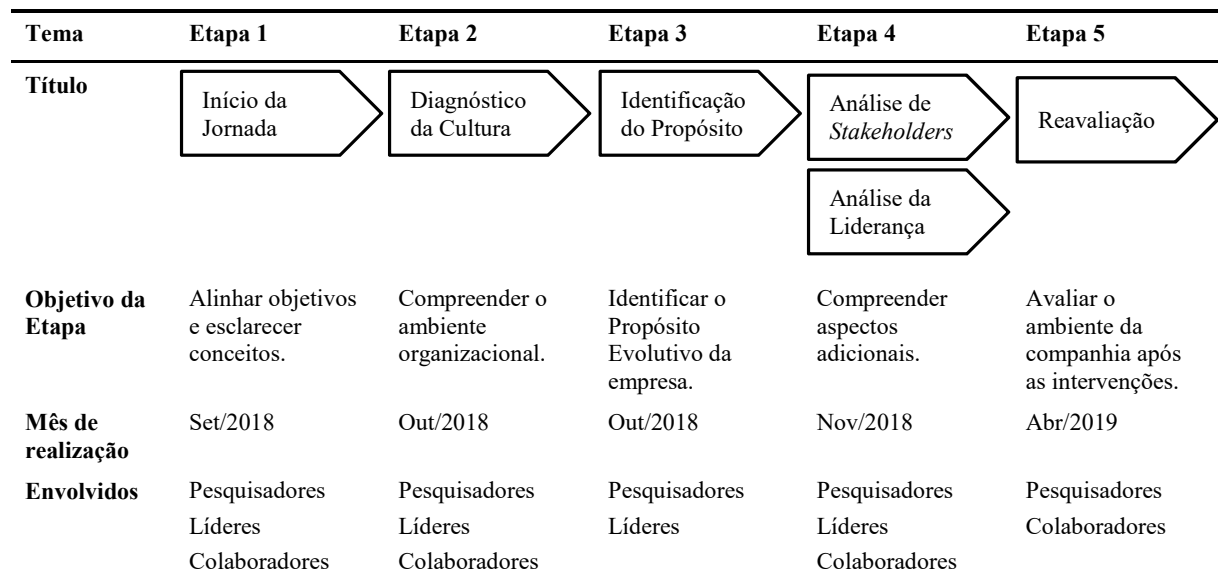 Tema Etapa 1 Etapa 2 Etapa 3 Etapa 4 Etapa 5
Título
Início da
Jornada
Diagnóstico
da Cultura
Identificação
do Propósito
Análise de
Stakeholders
Reavaliação
Análise da
Liderança
Objetivo da
Etapa
Alinhar objetivos
e esclarecer
conceitos.
Compreender o
ambiente
organizacional.
Identificar o
Propósito
Evolutivo da
empresa.
Compreender
aspectos
adicionais.
Avaliar o
ambiente da
companhia após
as intervenções.
Mês de
realização
Set/2018
Out/2018
Out/2018
Nov/2018
Abr/2019
Envolvidos
Pesquisadores
Líderes
Colaboradores
Pesquisadores
Líderes
Colaboradores
Pesquisadores
Líderes
Pesquisadores
Líderes
Colaboradores
Pesquisadores
Colaboradores